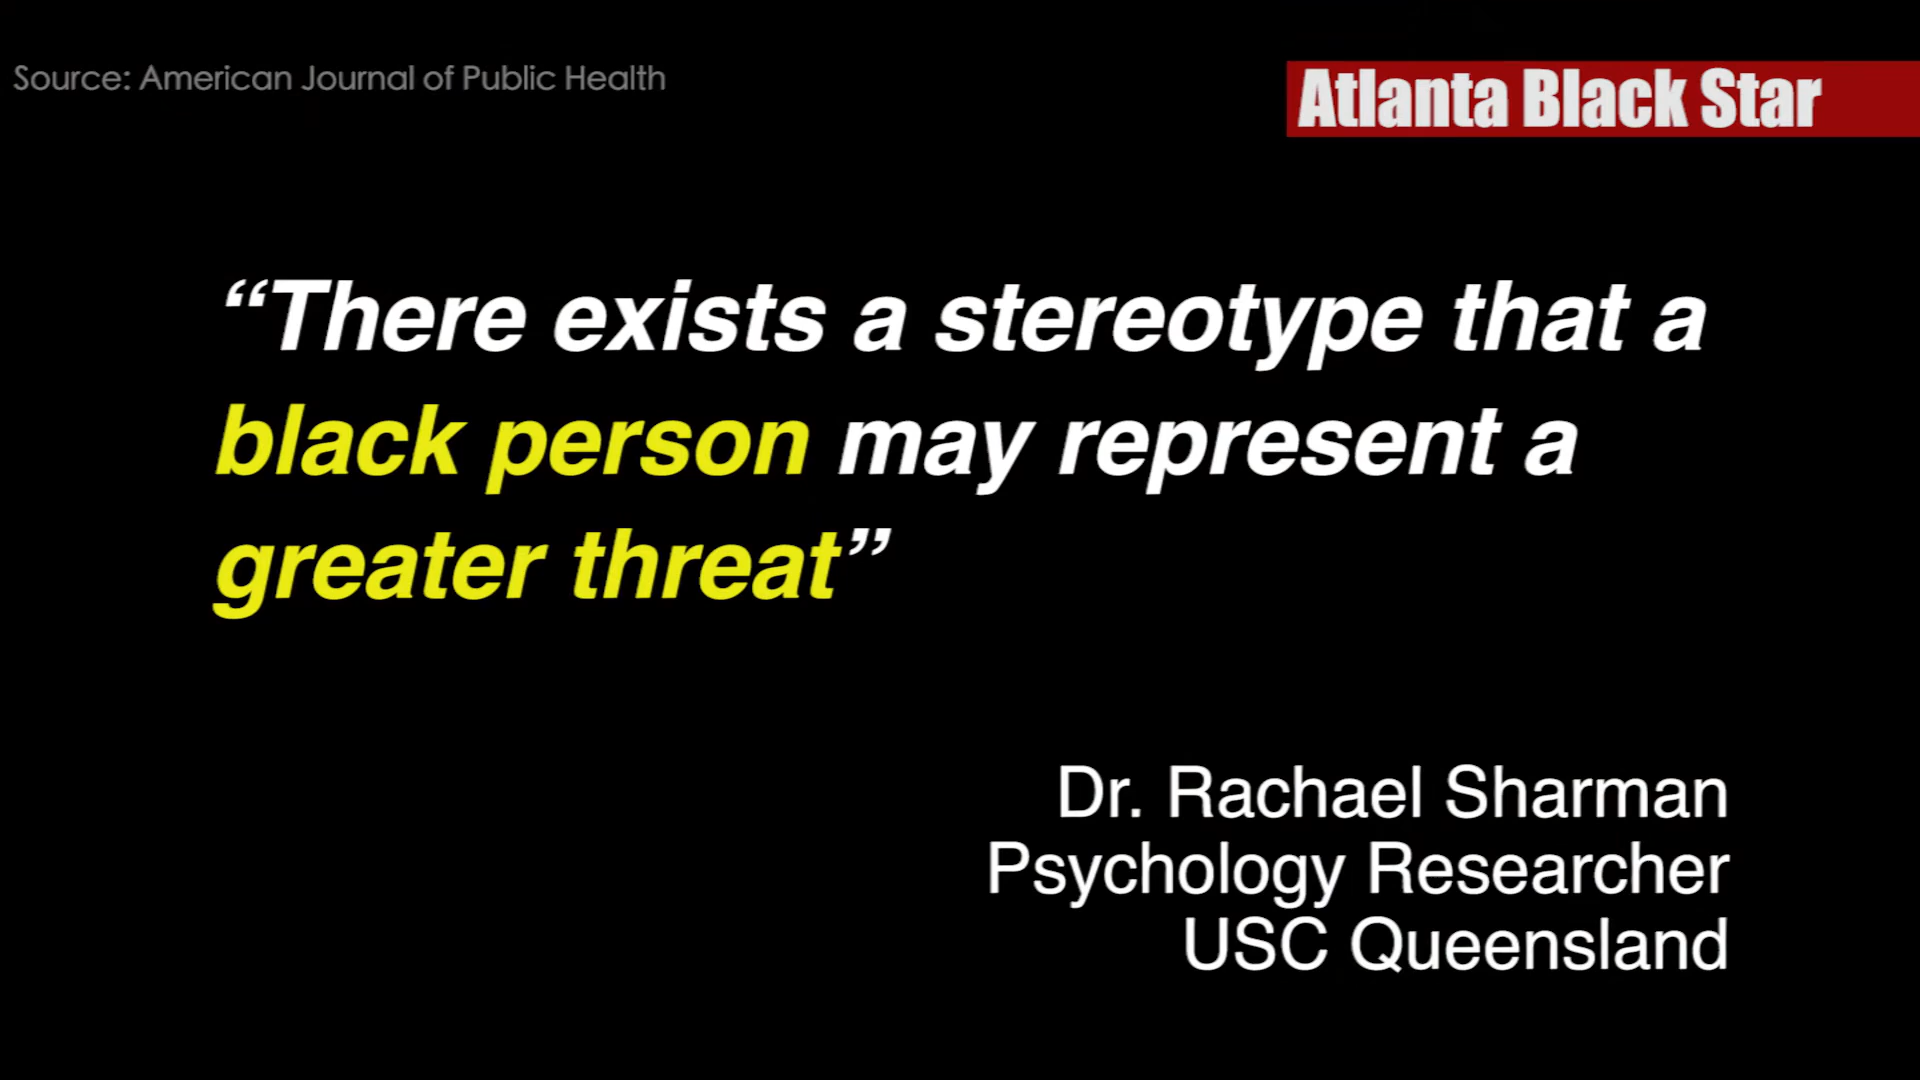 Source: American Journal of Public Health
Atlanta Black Star
“There exists a stereotype that a
black person may represent a
greater threat”
Dr. Rachael Sharman
Psychology Researcher
USC Queensland